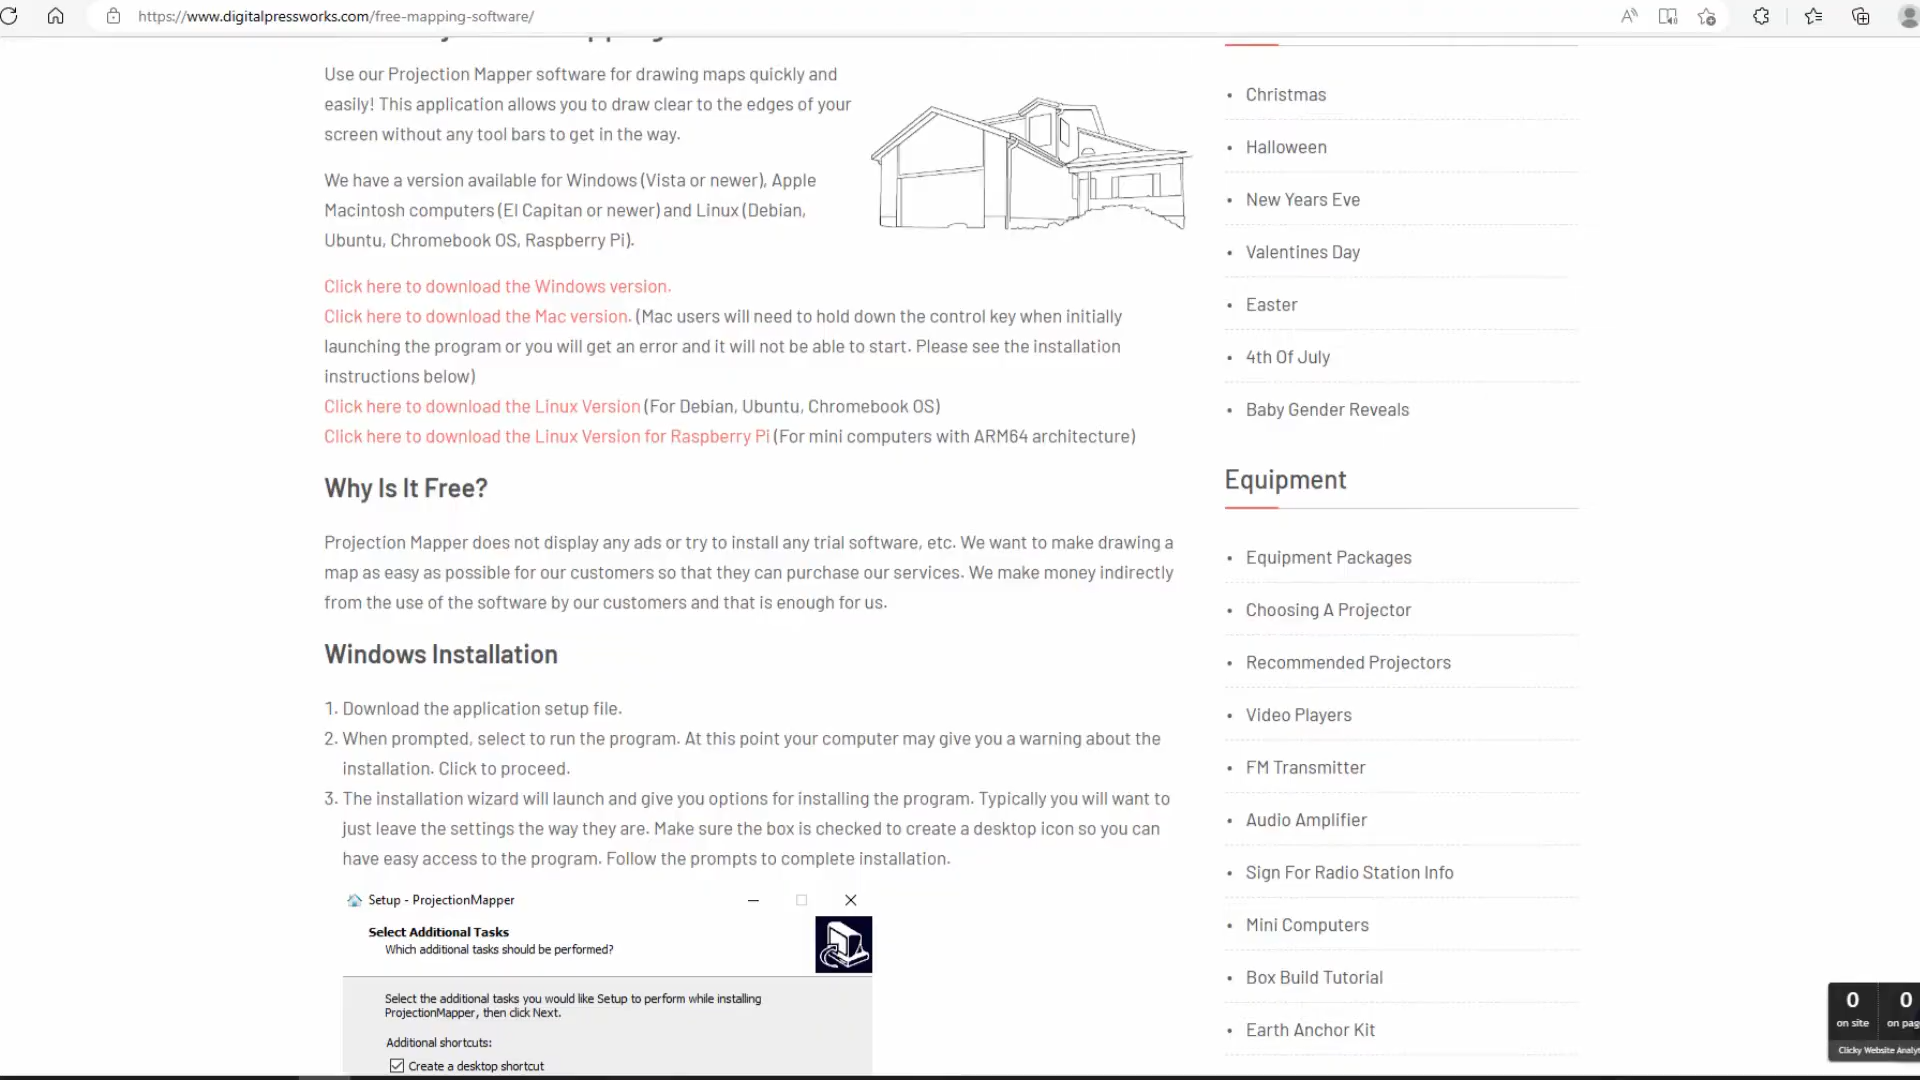 https://www.digitalpressworks.com/free-mapping-software/
Use our Projection Mapper software for drawing maps quickly and
easily! This application allows you to draw clear to the edges of your
screen without any tool bars to get in the way.
We have a version available for Windows (Vista or newer), Apple
Macintosh computers (El Capitan or newer) and Linux (Debian,
Ubuntu, Chromebook OS, Raspberry Pi).
Click here to download the Windows version.
Click here to download the Mac version. (Mac users will need to hold down the control key when initially
launching the program or you will get an error and it will not be able to start. Please see the installation
instructions below)
Click here to download the Linux Version (For Debian, Ubuntu, Chromebook OS)
Click here to download the Linux Version for Raspberry Pi (For mini computers with ARM64 architecture)
Why Is It Free?
Projection Mapper does not display any ads or try to install any trial software, etc. We want to make drawing a
map as easy as possible for our customers so that they can purchase our services. We make money indirectly
from the use of the software by our customers and that is enough for us.
Windows Installation
1. Download the application setup file.
2. When prompted, select to run the program. At this point your computer may give you a warning about the
installation. Click to proceed.
3. The installation wizard will launch and give you options for installing the program. Typically you will want to
just leave the settings the way they are. Make sure the box is checked to create a desktop icon so you can
have easy access to the program. Follow the prompts to complete installation.
Setup - ProjectionMapper
Select Additional Tasks
Which additional tasks should be performed?
Select the additional tasks you would like Setup to perform while installing
ProjectionMapper, then click Next.
Additional shortcuts:
Create a desktop shortcut
Christmas
Halloween
New Years Eve
Valentines Day
Easter
4th Of July
Baby Gender Reveals
Equipment
Equipment Packages
Choosing A Projector
Recommended Projectors
Video Players
FM Transmitter
Audio Amplifier
Sign For Radio Station Info
Mini Computers
Box Build Tutorial
Earth Anchor Kit
0 0
on site on pag
Clicky Website Analy